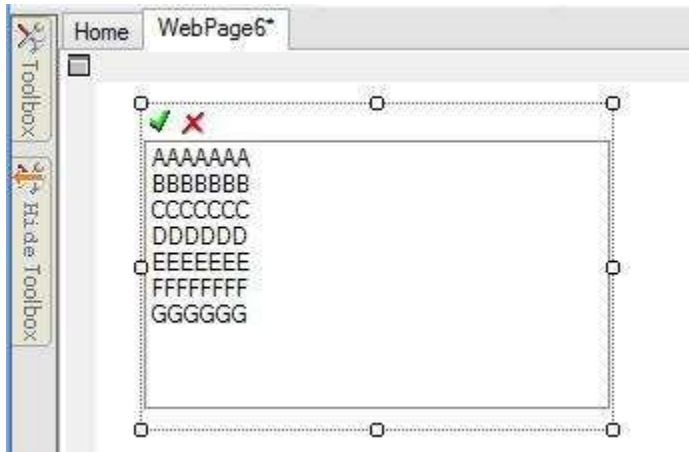 Home WebPage6*
Toolbox
Hide Toolbox
AAAAAAA
BBBBBBB
CCCCCCC
DDDDDD
EEEEEEE
FFFFFFFF
GGGGGG